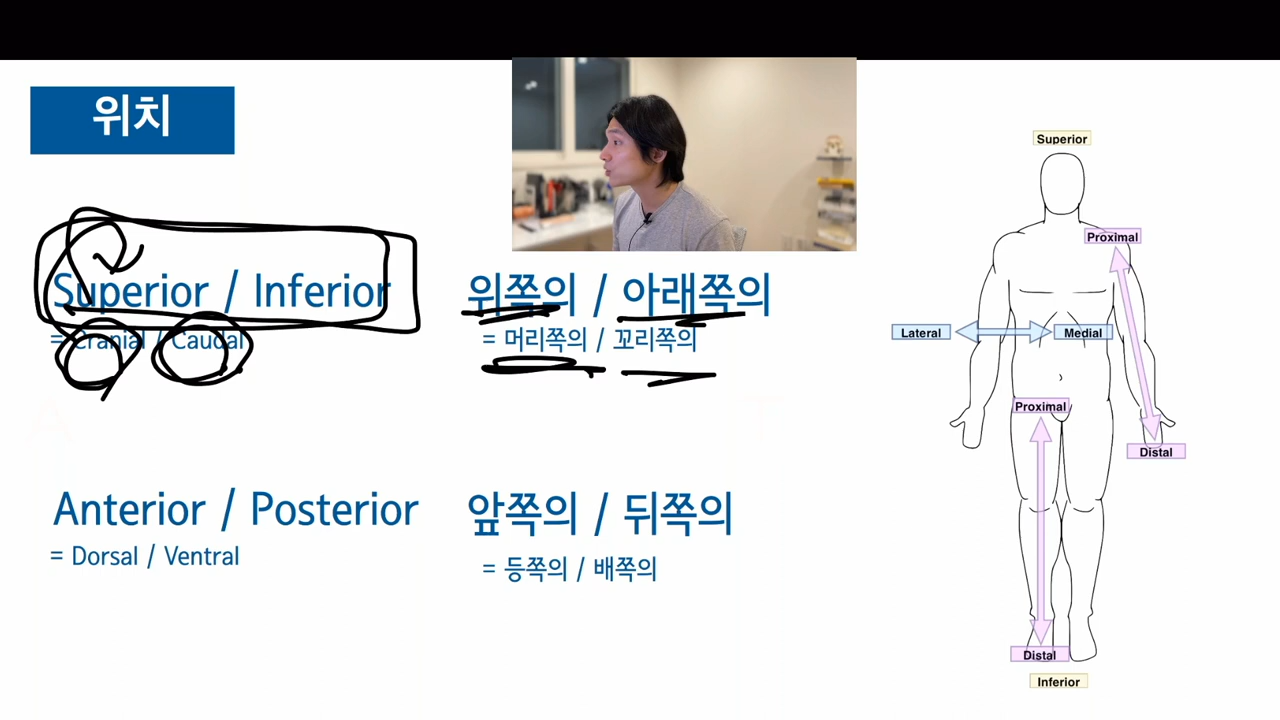 위치
Superior / Inferior
= Cranial / Caudal
위쪽의 / 아래쪽의
= 머리쪽의 / 꼬리쪽의
Anterior / Posterior
= Dorsal / Ventral
앞쪽의 / 뒤쪽의
= 등쪽의 / 배쪽의
Superior
Proximal
Lateral
Medial
Proximal
Distal
Distal
Inferior